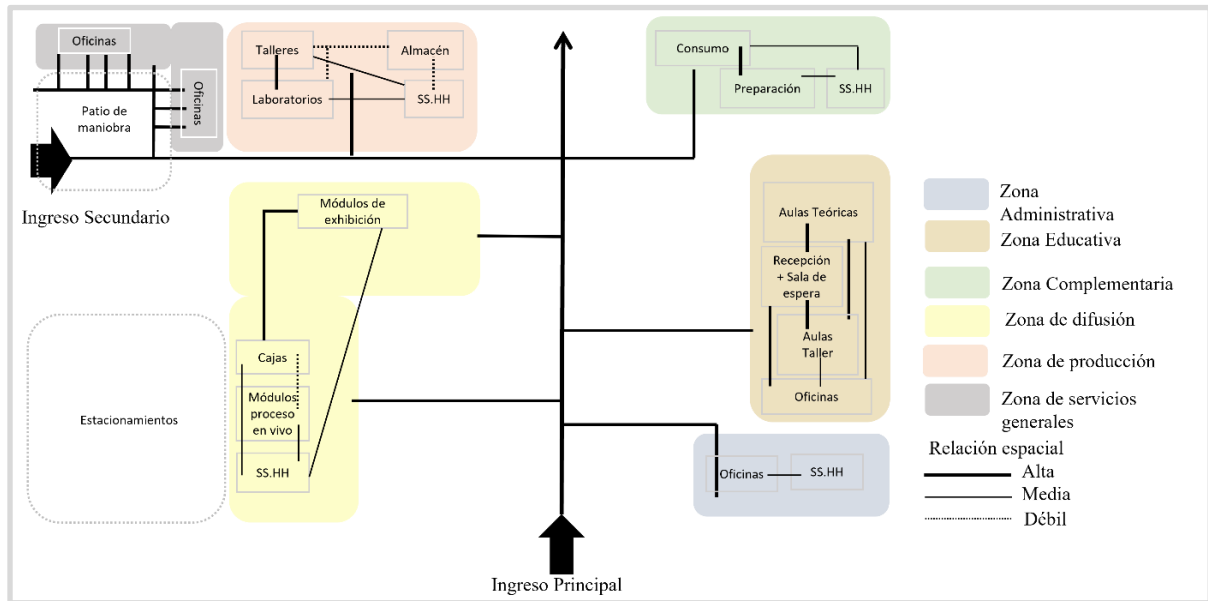 Oficinas
Oficinas
Patio de
maniobra
Ingreso Secundario
Talleres
Almacén
Laboratorios
SS.HH
Consumo
Preparación
SS.HH
Módulos de
exhibición
Cajas
Módulos
proceso
en vivo
SS.HH
Estacionamientos
Aulas Teóricas
Recepción
+ Sala de
espera
Aulas
Taller
Oficinas
Oficinas
SS.HH
Ingreso Principal
Zona
Administrativa
Zona Educativa
Zona Complementaria
Zona de difusión
Zona de producción
Zona de servicios
generales
Relación espacial
Alta
Media
Débil